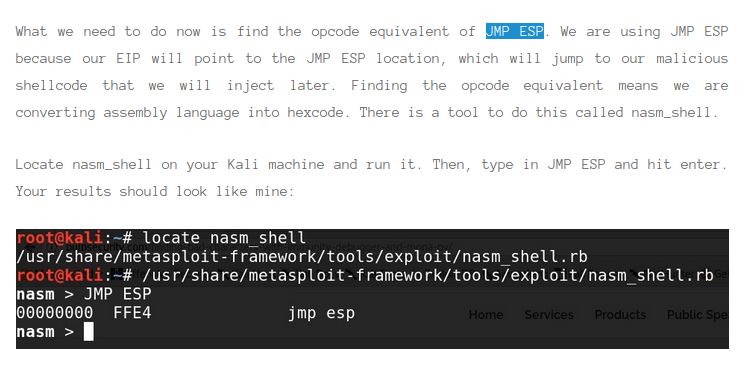 What we need to do now is find the opcode equivalent of JMP ESP. We are using JMP ESP
because our EIP will point to the JMP ESP location, which will jump to our malicious
shellcode that we will inject later. Finding the opcode equivalent means we are
converting assembly language into hexcode. There is a tool to do this called nasm_shell.
Locate nasm_shell on your Kali machine and run it. Then, type in JMP ESP and hit enter.
Your results should look like mine:
root@kali:~# locate nasm_shell
/usr/share/metasploit-framework/tools/exploit/nasm_shell.rb
root@kali:~# /usr/share/metasploit-framework/tools/exploit/nasm_shell.rb
nasm > JMP ESP
00000000  FFE4              jmp esp
Home Services Products Public Spe
nasm >